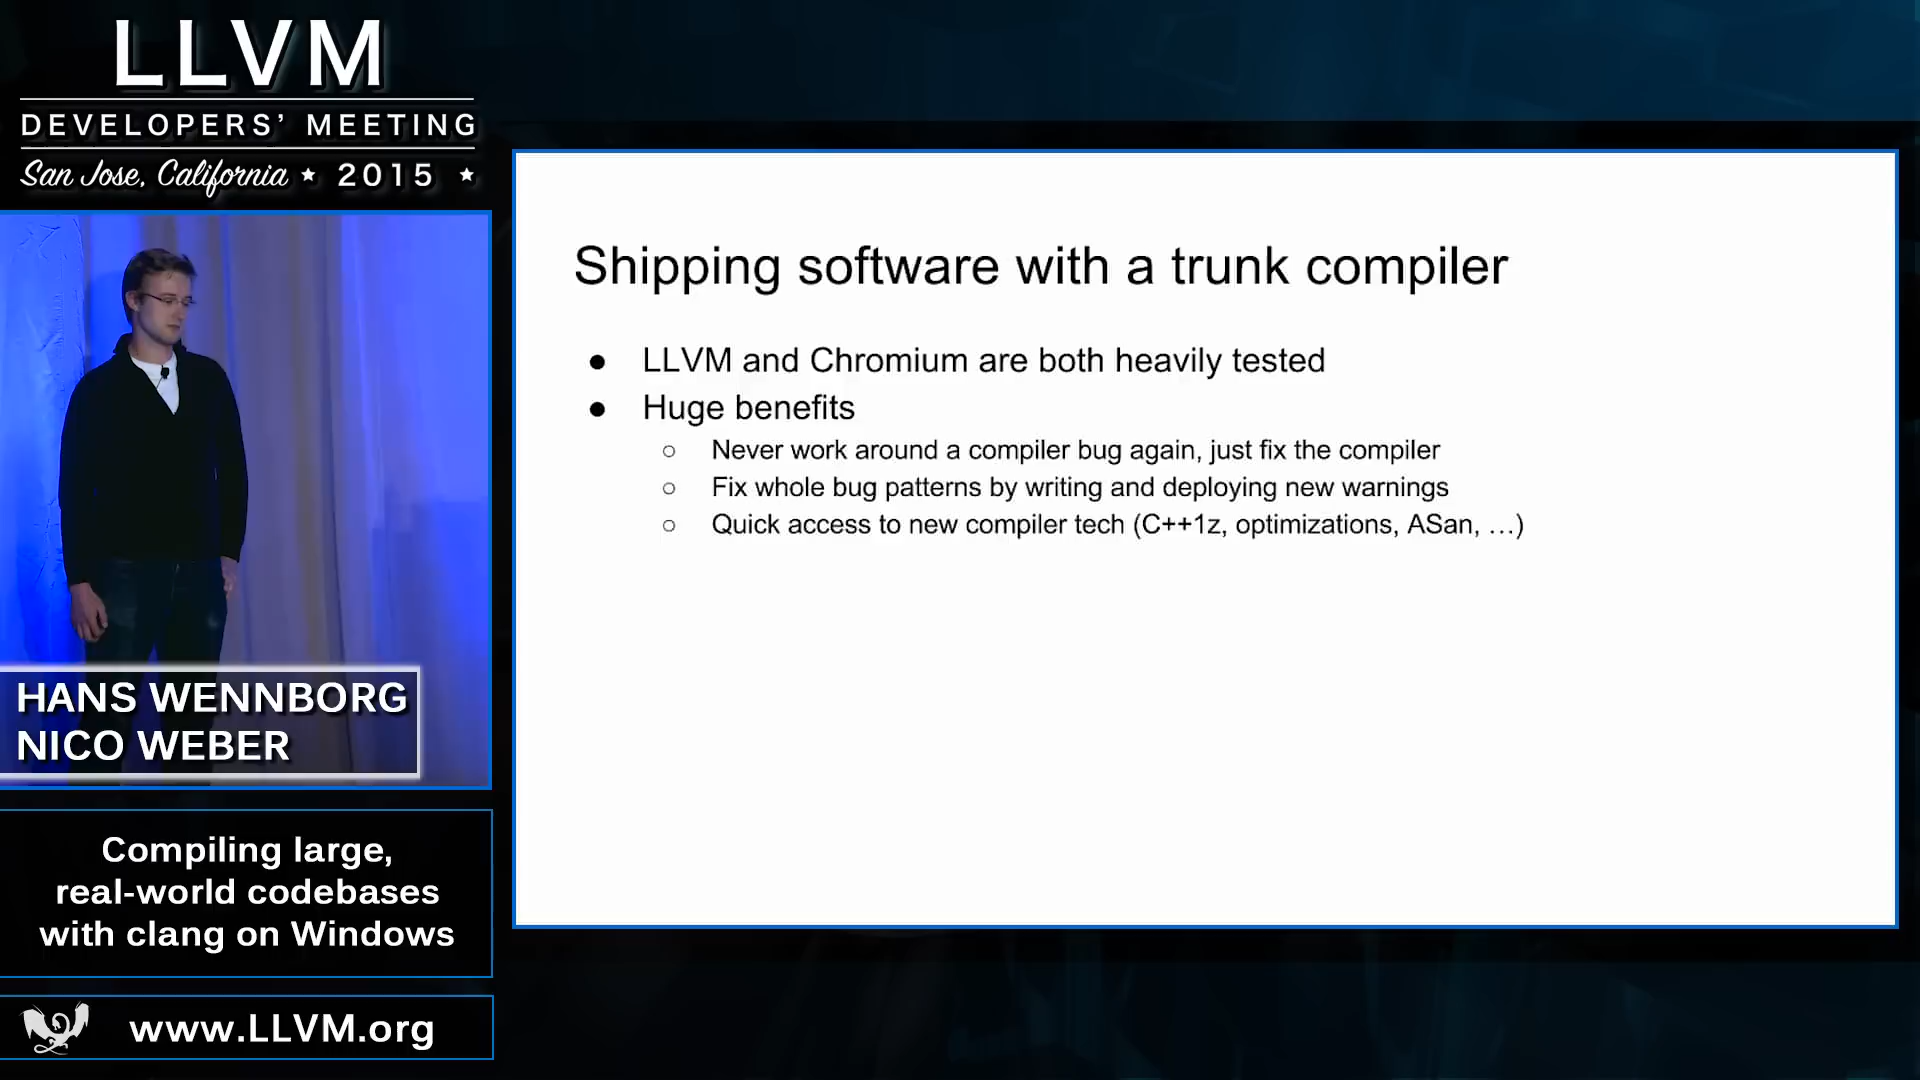 LLVM
DEVELOPERS’ MEETING
San Jose, California ★ 2015 ★
HANS WENNBORG
NICO WEBER
Compiling large,
real-world codebases
with clang on Windows
www.LLVM.org
Shipping software with a trunk compiler
● LLVM and Chromium are both heavily tested
● Huge benefits
○ Never work around a compiler bug again, just fix the compiler
○ Fix whole bug patterns by writing and deploying new warnings
○ Quick access to new compiler tech (C++1z, optimizations, ASan, …)